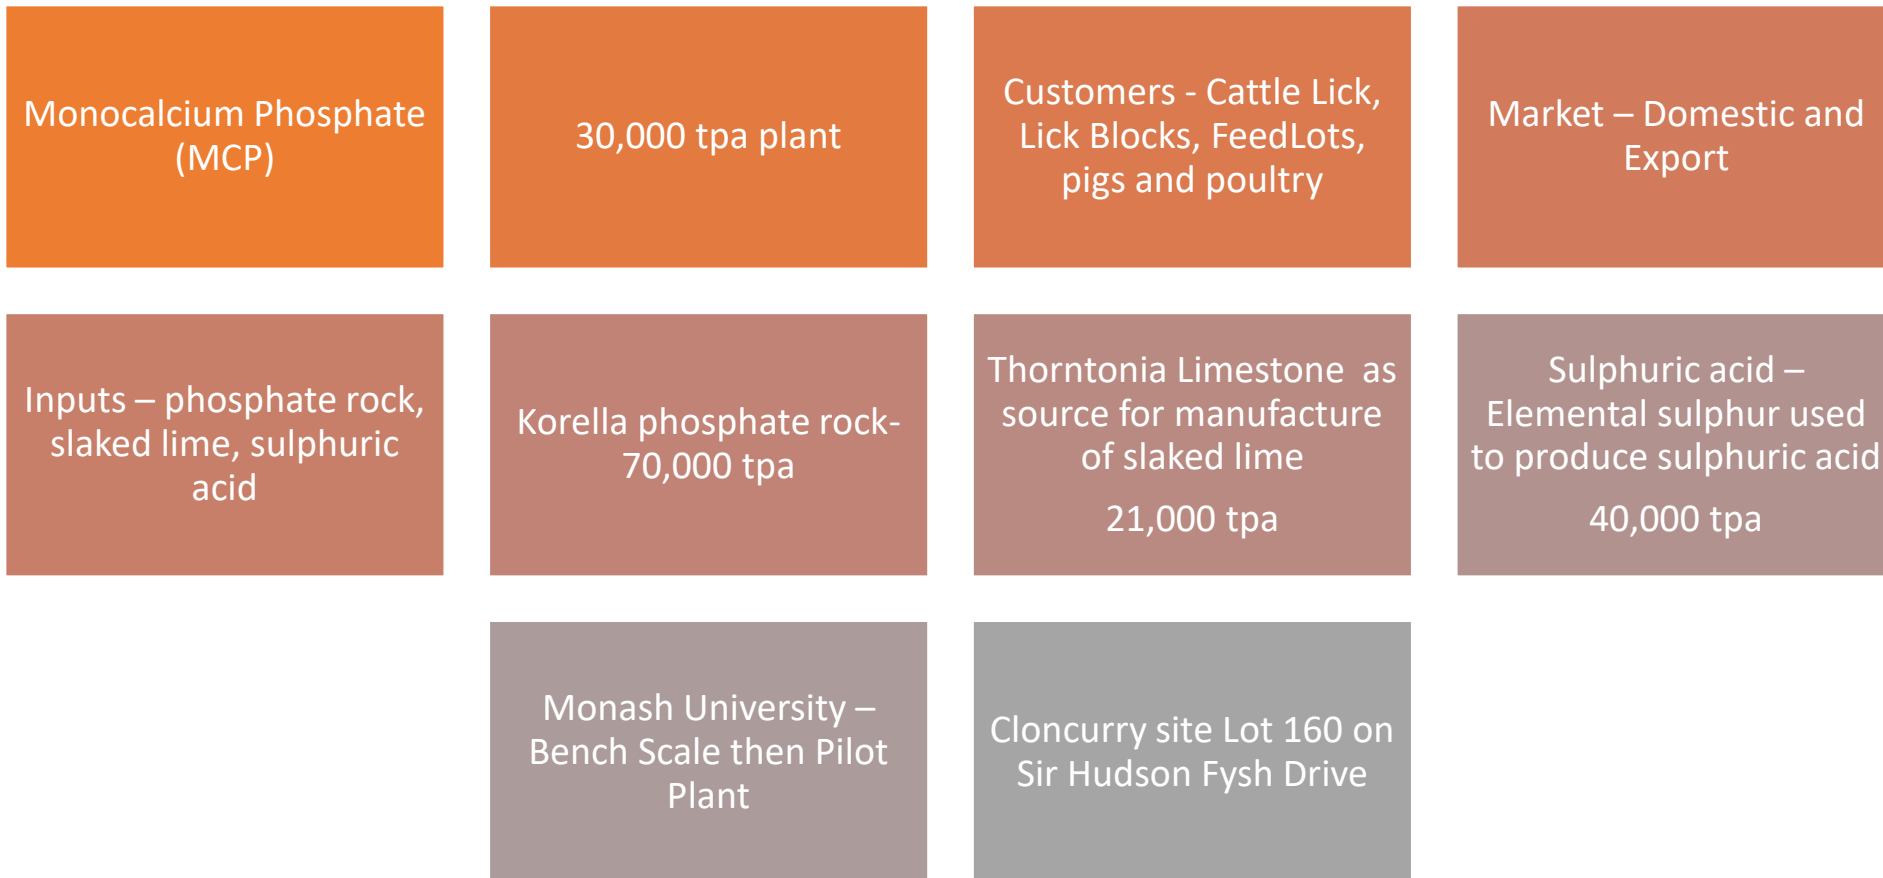 Monocalcium Phosphate
(MCP)
30,000 tpa plant
Customers - Cattle Lick,
Lick Blocks, FeedLots,
pigs and poultry
Market – Domestic and
Export
Inputs – phosphate rock,
slaked lime, sulphuric
acid
Korella phosphate rock-
70,000 tpa
Thorntonia Limestone  as
source for manufacture
of slaked lime
21,000 tpa
Sulphuric acid –
Elemental sulphur used
to produce sulphuric acid
40,000 tpa
Monash University –
Bench Scale then Pilot
Plant
Cloncurry site Lot 160 on
Sir Hudson Fysh Drive